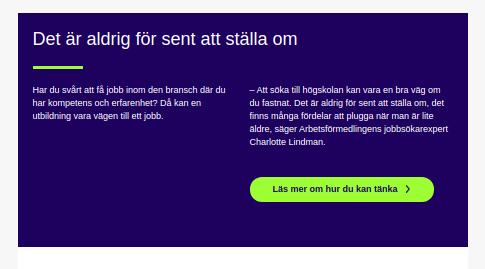 Det är aldrig för sent att ställa om
Har du svårt att få jobb inom den bransch där du
har kompetens och erfarenhet? Då kan en
utbildning vara vägen till ett jobb.
– Att söka till högskolan kan vara en bra väg om
du fastnat. Det är aldrig för sent att ställa om, det
finns många fördelar att plugga när man är lite
äldre, säger Arbetsförmedlingens jobbsökarexpert
Charlotte Lindman.
Läs mer om hur du kan tänka